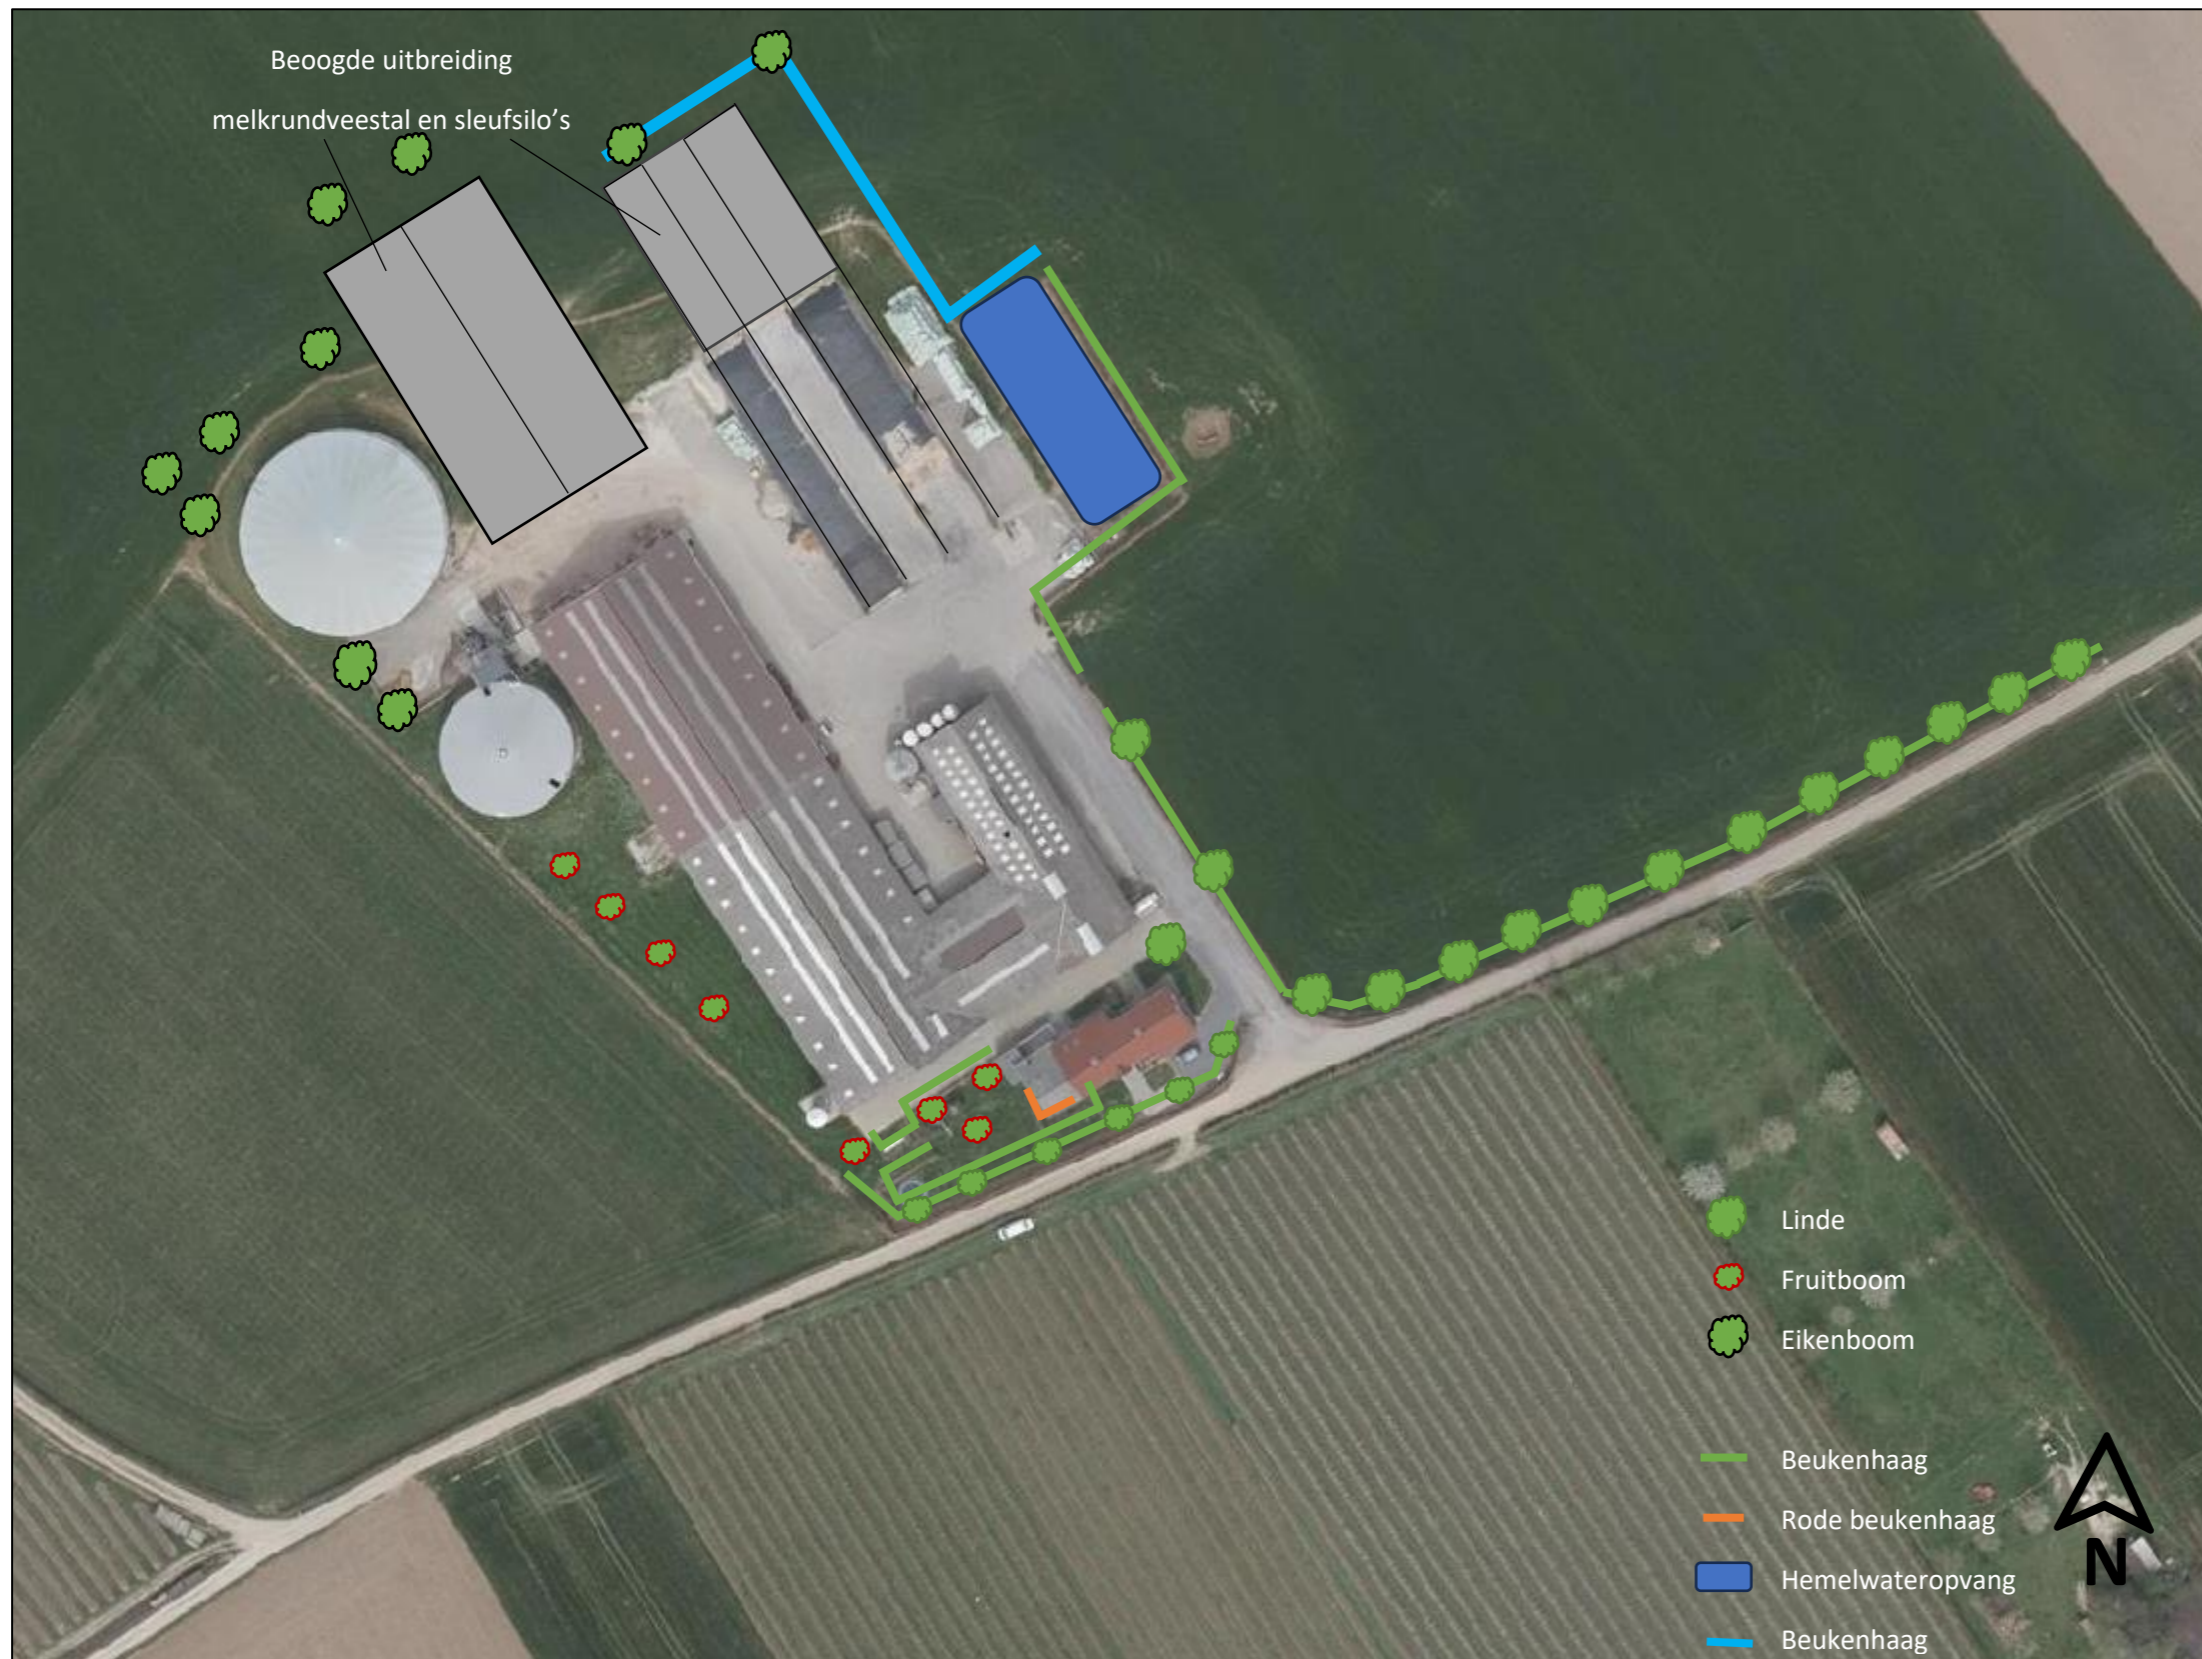 Beoogde uitbreiding
melkrundveestal en sleufsilo's
Linde
Fruitboom
Eikenboom
Beukenhaag
Rode beukenhaag
Hemelwateropvang
Beukenhaag
N